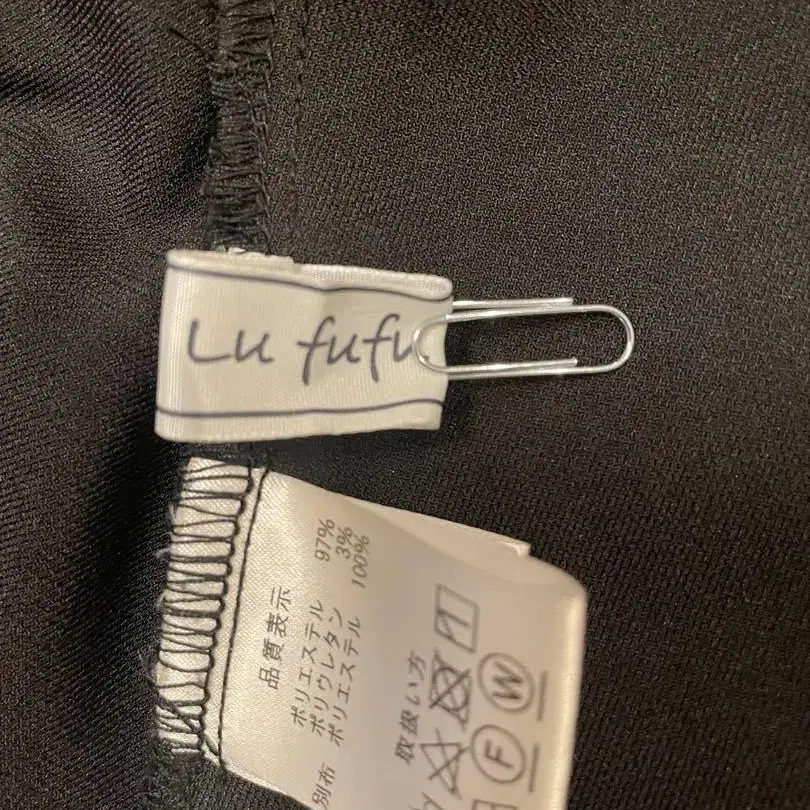 Lu fufu
品質表示
ポリエステル 97%
ポリウレタン 3%
別布 ポリエステル 100%
取扱い方
W
F